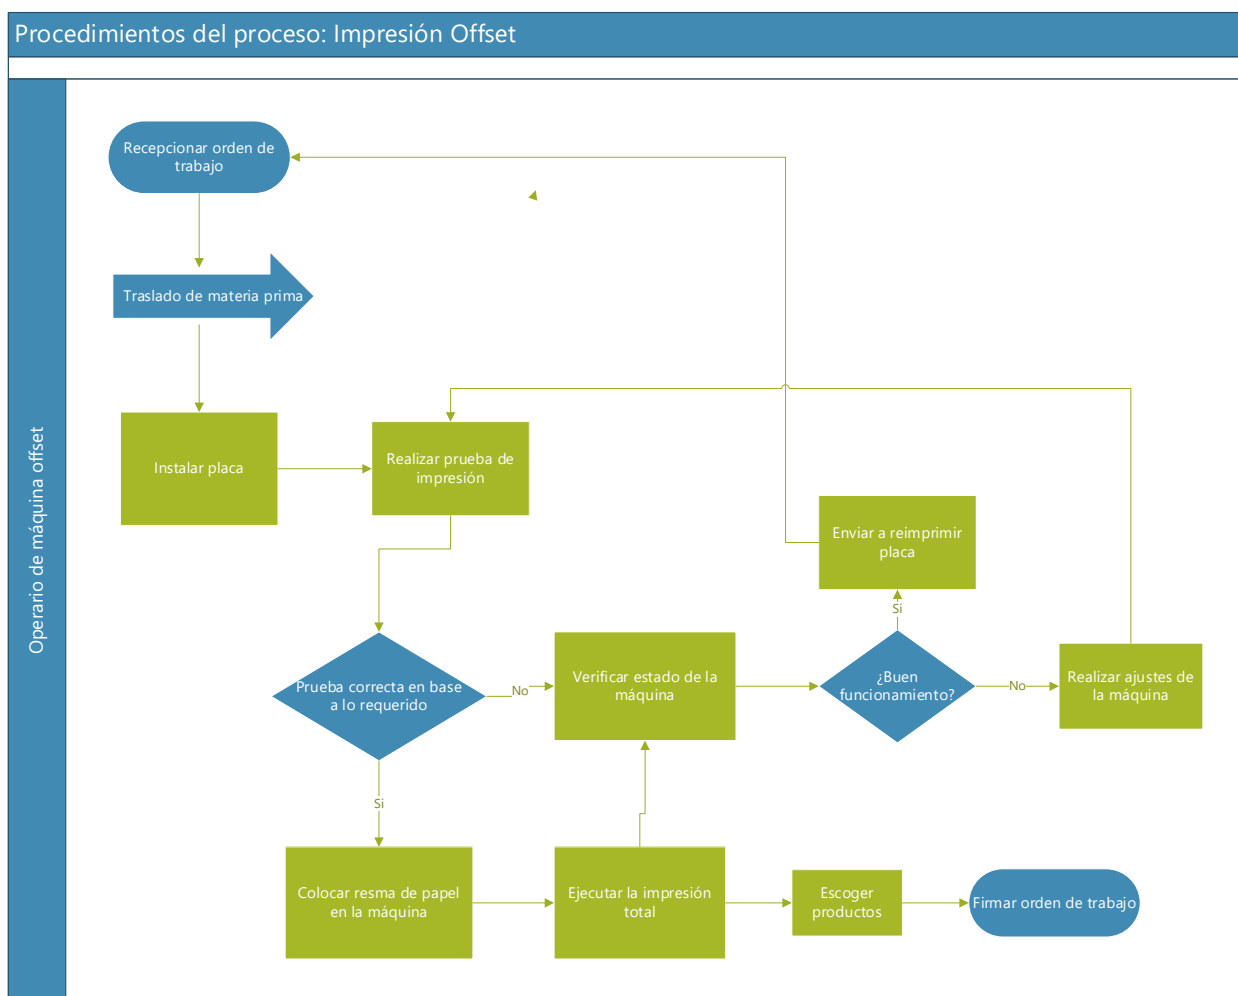 Procedimientos del proceso: Impresión Offset
Operario de máquina offset
Recepcionar orden de
trabajo
Traslado de materia prima
Instalar placa
Realizar prueba de
impresión
Enviar a reimprimir
placa
Si
Prueba correcta en base
a lo requerido
No
Verificar estado de la
máquina
¿Buen
funcionamiento?
No
Realizar ajustes de
la máquina
Si
Colocar resma de papel
en la máquina
Ejecutar la impresión
total
Escoger
productos
Firmar orden de trabajo